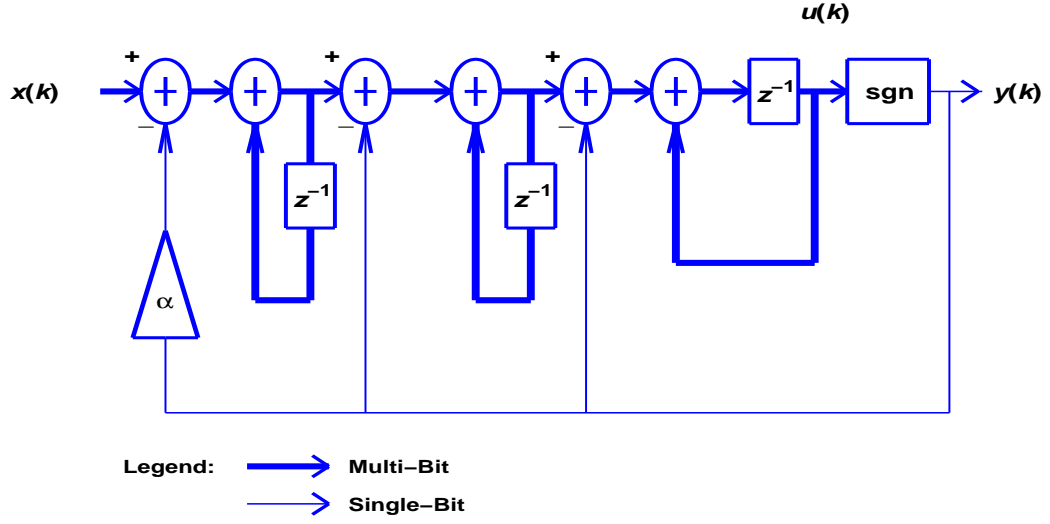 u(k)
+ + +
x(k) + + + + + + z⁻¹ sgn y(k)
− − −
z⁻¹ z⁻¹
α
Legend: Multi−Bit
Single−Bit